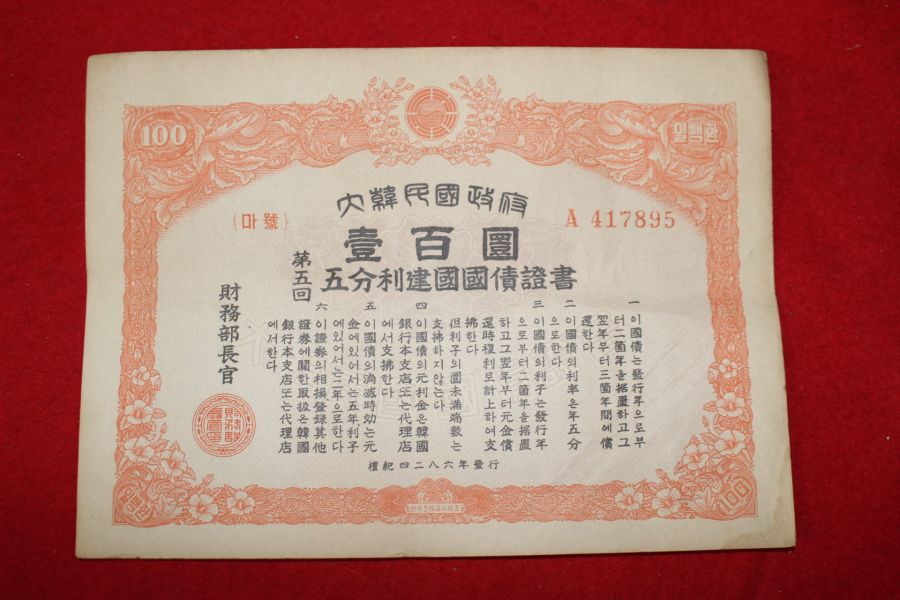 100
일백환
大韓民國政府
(마號)
A 417895
壹百圜
第五回
五分利建國國債證書
一 이國債는發行年으로부
터二箇年을据置하고그
翌年부터三箇年間에償
還한다
二 이國債의利率은年五分
으로한다
三 이國債의利子는發行年
으로부터二箇年을据置
하고그翌年부터元金償
還時複利로計上하여支
拂한다
但利子의圜未滿端數는
支拂하지않는다
四 이國債의元利金은韓國
銀行本支店또는代理店
에서支拂한다
五 이國債의消滅時効는元
金에있어서는五年、利子
에있어서는二年으로한다
六 이證券의相換登錄其他
證券에關한取扱은韓國
銀行本支店또는代理店
에서한다
財務部長官
檀紀四二八六年發行
일백환
100